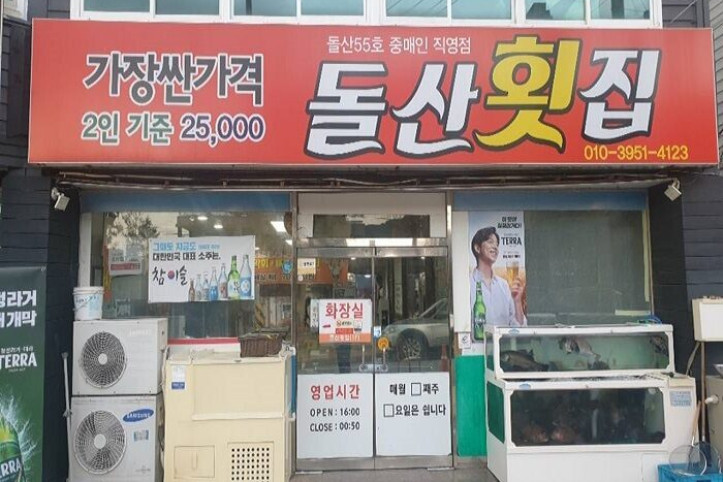 돌산55호 중매인 직영점
가장싼가격
2인 기준 25,000
돌산횟집
010-3951-4123
대한민국 대표 소주는,
참이슬
TERRA
화장실
영업시간
OPEN : 16:00
CLOSE : 00:50
매월 □째주
□요일은 쉽니다
SAMSUNG
TERRA
TERRA